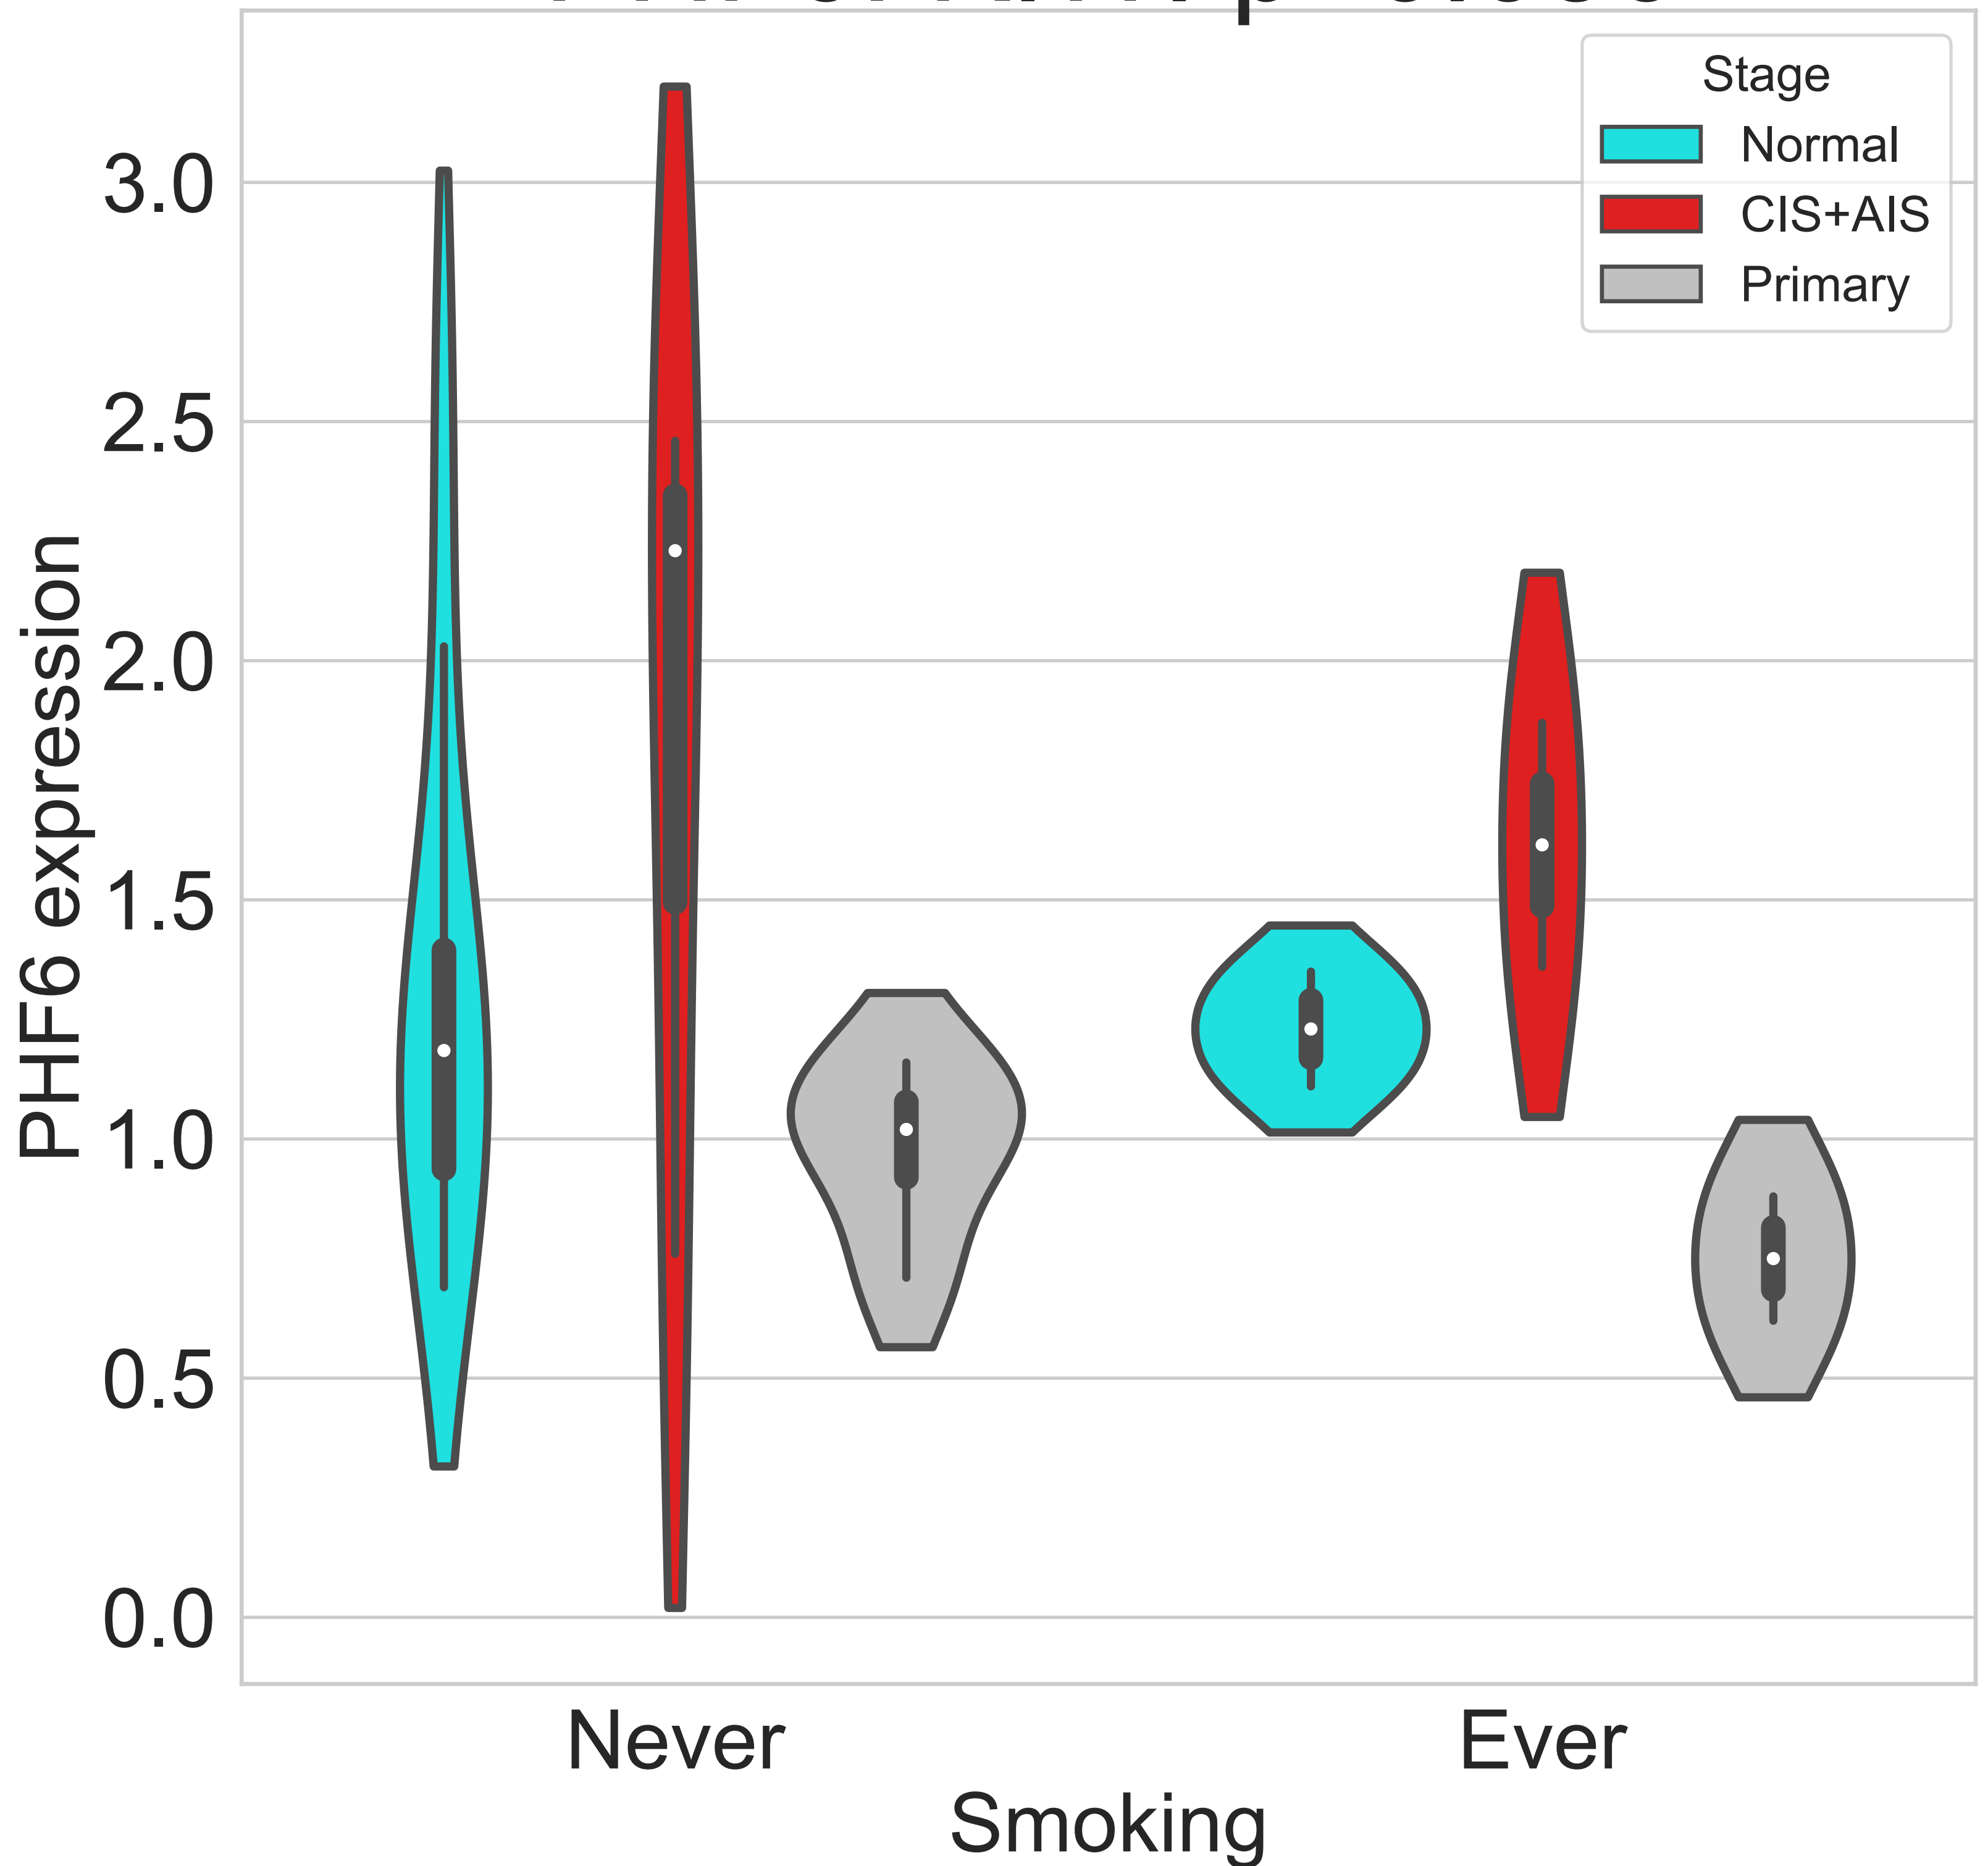 Stage
Normal
CIS+AIS
Primary
3.0
2.5
2.0
1.5
1.0
0.5
0.0
PHF6 expression
Never
Ever
Smoking